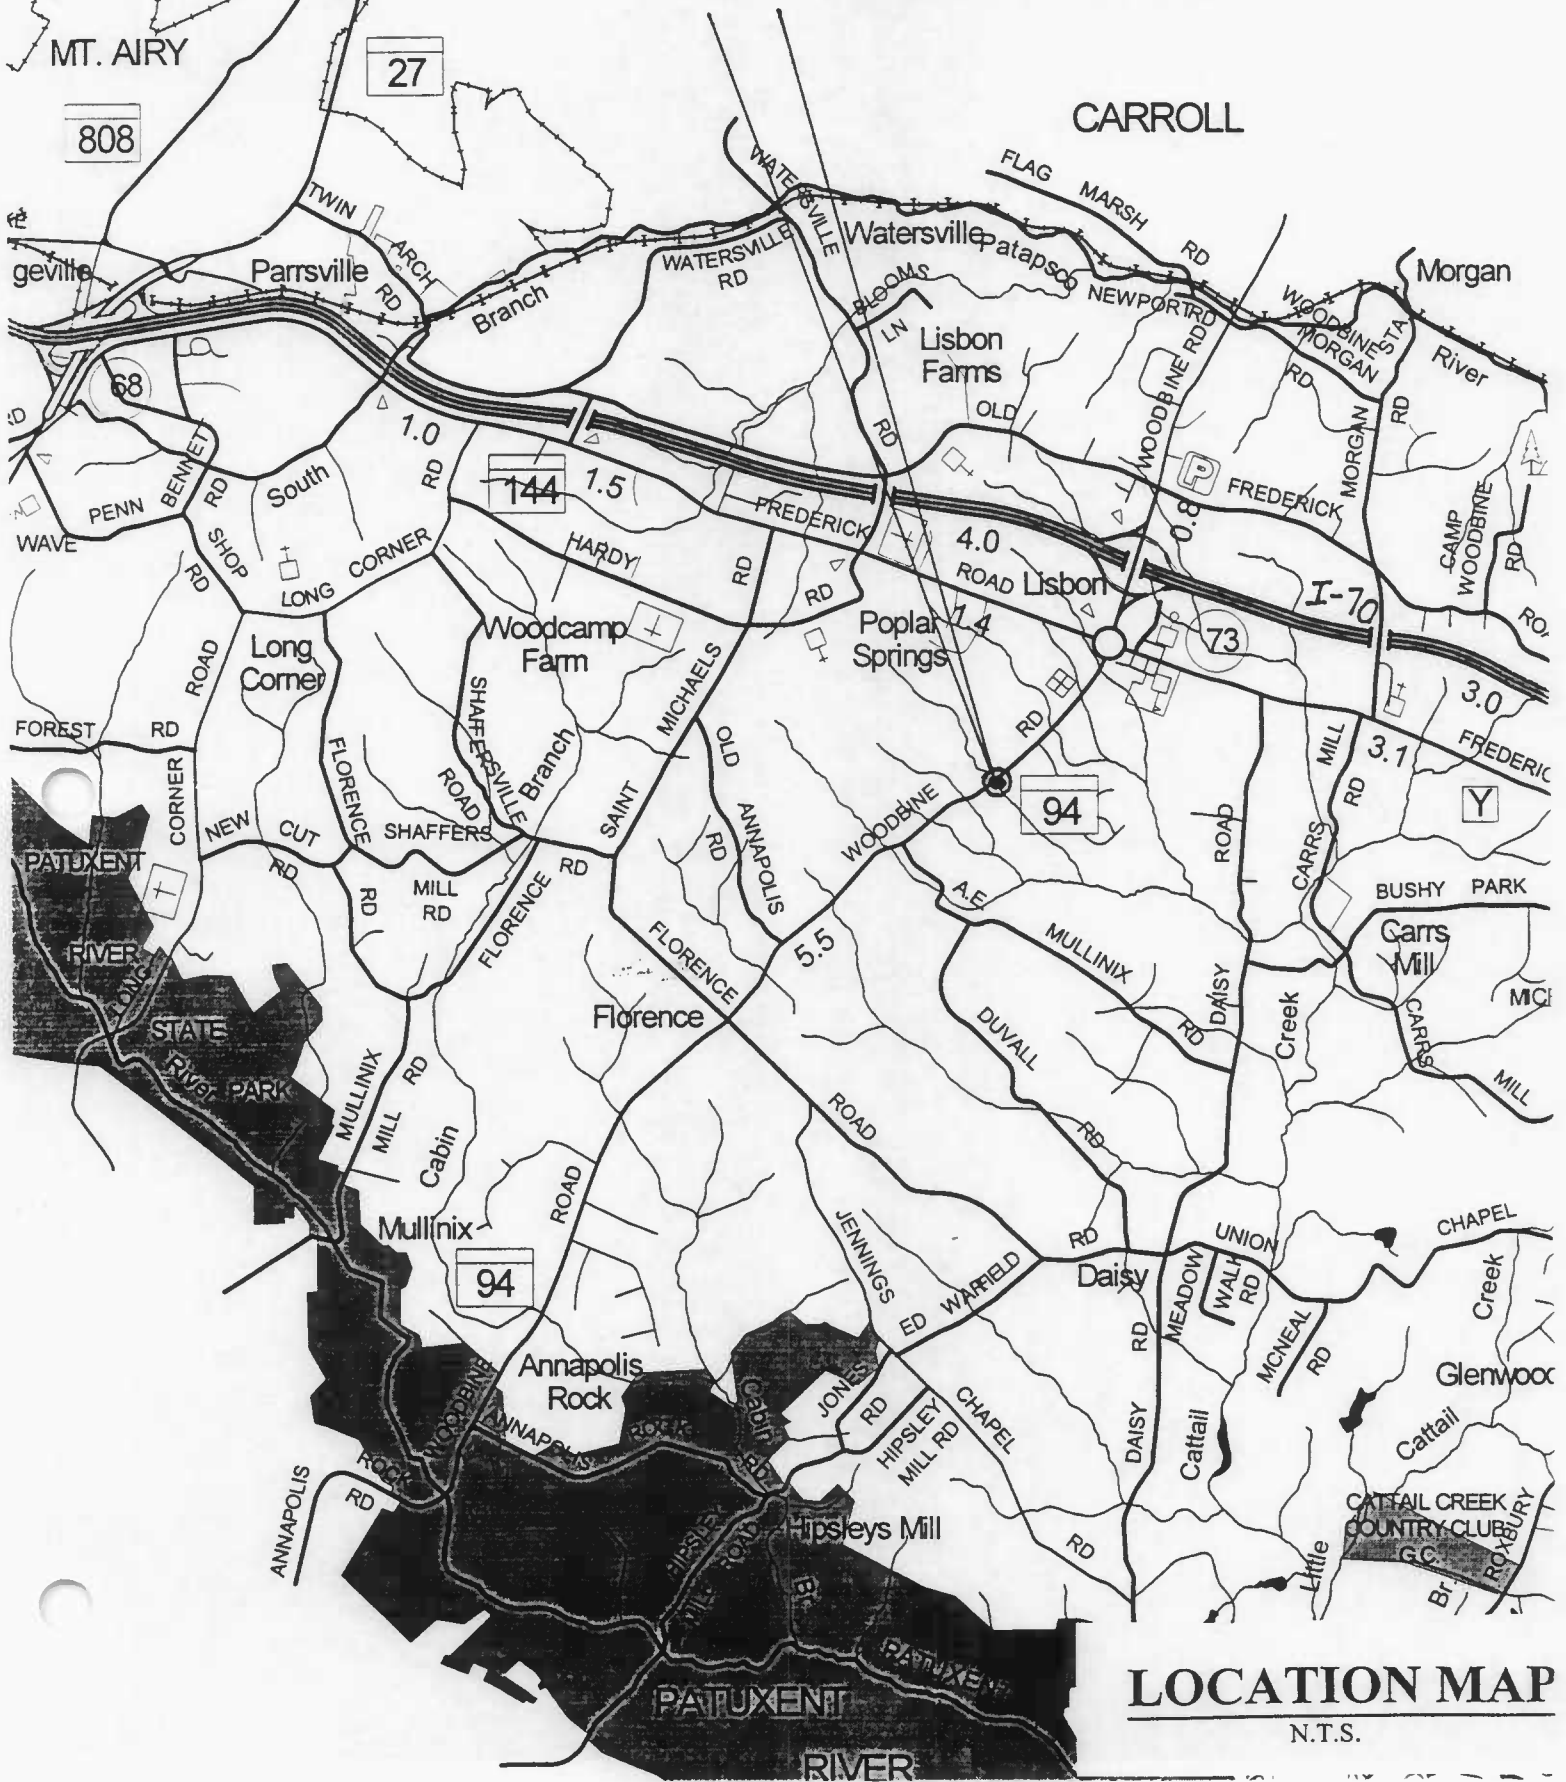 MT. AIRY
27
808
CARROLL
FLAG MARSH RD
WATERSVILLE
TWIN ARCH RD
geville
Parrsville
Branch
WATERSVILLE
RD
Watersville
Patapsco
BLOOMS
LN
NEWPORT RD
Morgan
WOODBINE
MORGAN
RD
STA
River
Lisbon
Farms
WOODBINE RD
OLD
RD
68
1.0
RD
144
1.5
BENNET
RD
South
PENN
WAVE
SHOP
RD
LONG CORNER
HARDY
RD
FREDERICK
RD
4.0
ROAD
Lisbon
1.4
0.8
P
FREDERICK
MORGAN
RD
CAMP
WOODBINE
RD
I-70
73
3.0
3.1
FREDERIC
Y
Long
Corner
ROAD
Woodcamp
Farm
Poplar
Springs
MICHAELS
SAINT
SHAFFERSVILLE
ROAD
Branch
FOREST RD
CORNER
FLORENCE
RD
NEW CUT
RD
SHAFFERS
MILL
RD
FLORENCE
RD
OLD
ANNAPOLIS
RD
WOODBINE
RD
94
ROAD
MILL
CARRS
RD
BUSHY PARK
Carrs
Mill
PATUXENT
RIVER
STATE
PARK
River
LONG
A.E.
MULLINIX
RD
DAISY
Creek
CARRS
MILL
5.5
FLORENCE
Florence
DUVALL
RD
MULLINIX
MILL
RD
Cabin
ROAD
ROAD
Mullinix
94
JENNINGS
ED WARFIELD
RD
UNION
CHAPEL
Daisy
MEADOW
WALK
RD
MCNEAL
RD
RD
Creek
Glenwood
Annapolis
Rock
WOODBINE
ANNAPOLIS
ROCK
RD
Cabin
JONES
RD
HIPSLEY
MILL RD
CHAPEL
RD
DAISY
Cattail
Cattail
ANNAPOLIS
ROCK
RD
Hipsleys Mill
HIPSLEY
MILL
ROAD
Br.
CATTAIL CREEK
COUNTRY CLUB
G.C.
ROXBURY
Little
Br.
PATUXENT
PATUXENT
RIVER
LOCATION MAP
N.T.S.